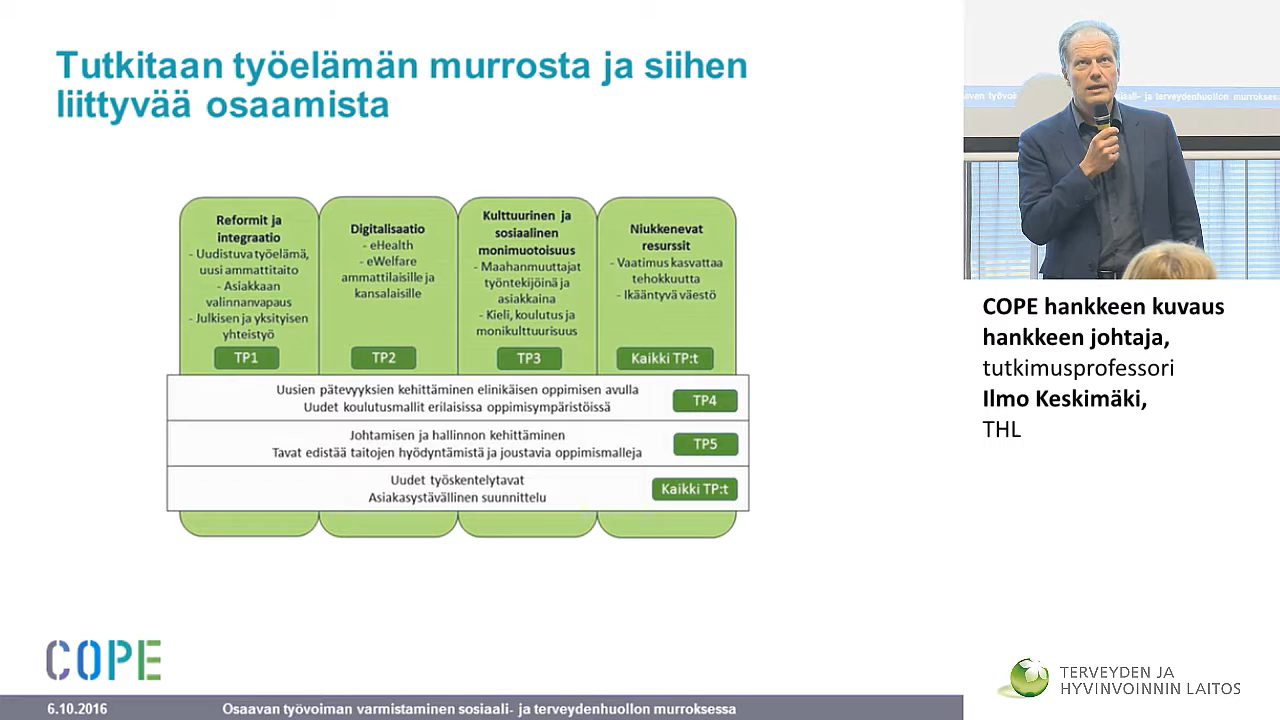 Tutkitaan työelämän murrosta ja siihen
liittyvää osaamista
Reformit ja
integraatio
- Uudistuva työelämä,
uusi ammattitaito
- Asiakkaan
valinnanvapaus
- Julkisen ja yksityisen
yhteistyö
TP1
Digitalisaatio
- eHealth
- eWelfare
ammattilaisille ja
kansalaisille
TP2
Kulttuurinen ja
sosiaalinen
monimuotoisuus
- Maahanmuuttajat
työntekijöinä ja
asiakkaina
- Kieli, koulutus ja
monikulttuurisuus
TP3
Niukkenevat
resurssit
- Vaatimus kasvattaa
tehokkuutta
- Ikääntyvä väestö
Kaikki TP:t
Uusien pätevyyksien kehittäminen elinikäisen oppimisen avulla
Uudet koulutusmallit erilaisissa oppimisympäristöissä
TP4
Johtamisen ja hallinnon kehittäminen
Tavat edistää taitojen hyödyntämistä ja joustavia oppimismalleja
TP5
Uudet työskentelytavat
Asiakasystävällinen suunnittelu
Kaikki TP:t
COPE
6.10.2016 Osaavan työvoiman varmistaminen sosiaali- ja terveydenhuollon murroksessa
ja terveydenhuollon murroksessa
COPE hankkeen kuvaus
hankkeen johtaja,
tutkimusprofessori
Ilmo Keskimäki,
THL
TERVEYDEN JA
HYVINVOINNIN LAITOS